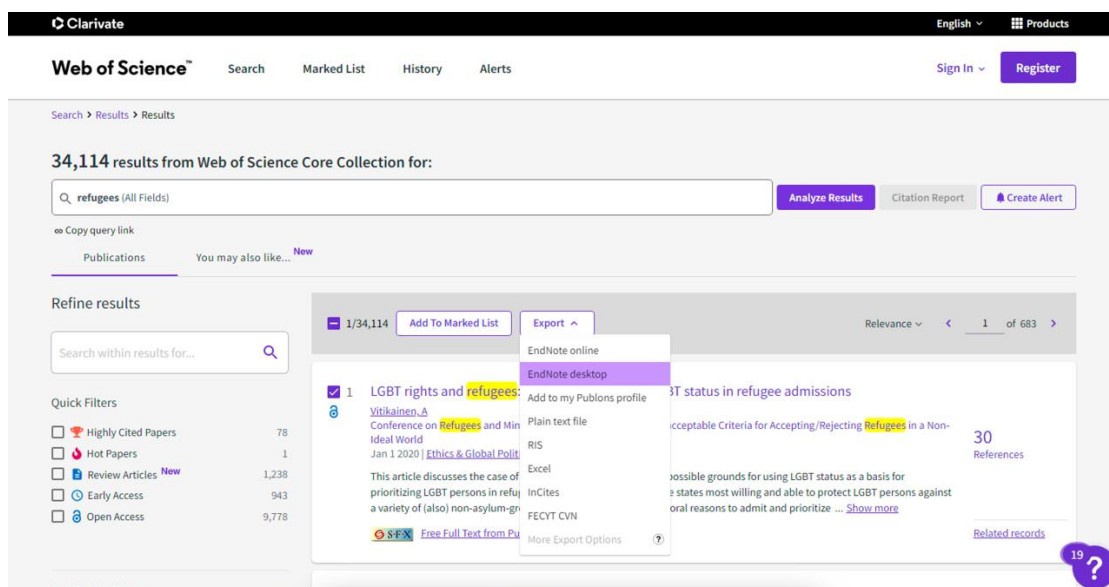 Clarivate
English
Products
Web of Science™
Search
Marked List
History
Alerts
Sign In
Register
Search > Results > Results
34,114 results from Web of Science Core Collection for:
refugees (All Fields)
Analyze Results
Citation Report
Create Alert
Copy query link
Publications
You may also like... New
Refine results
Search within results for...
Quick Filters
Highly Cited Papers 78
Hot Papers 1
Review Articles New 1,238
Early Access 943
Open Access 9,778
1/34,114
Add To Marked List
Export
Relevance
1 of 683
EndNote online
EndNote desktop
Add to my Publons profile
Plain text file
RIS
Excel
InCites
FECYT CVN
More Export Options ?
1
LGBT rights and refugees: BT status in refugee admissions
Vitikainen, A
Conference on Refugees and Min cceptable Criteria for Accepting/Rejecting Refugees in a Non-
Ideal World
Jan 1 2020 | Ethics & Global Polit
This article discusses the case of possible grounds for using LGBT status as a basis for
prioritizing LGBT persons in refug e states most willing and able to protect LGBT persons against
a variety of (also) non-asylum-gr oral reasons to admit and prioritize ... Show more
S·F·X Free Full Text from Pu
30
References
Related records
19
?